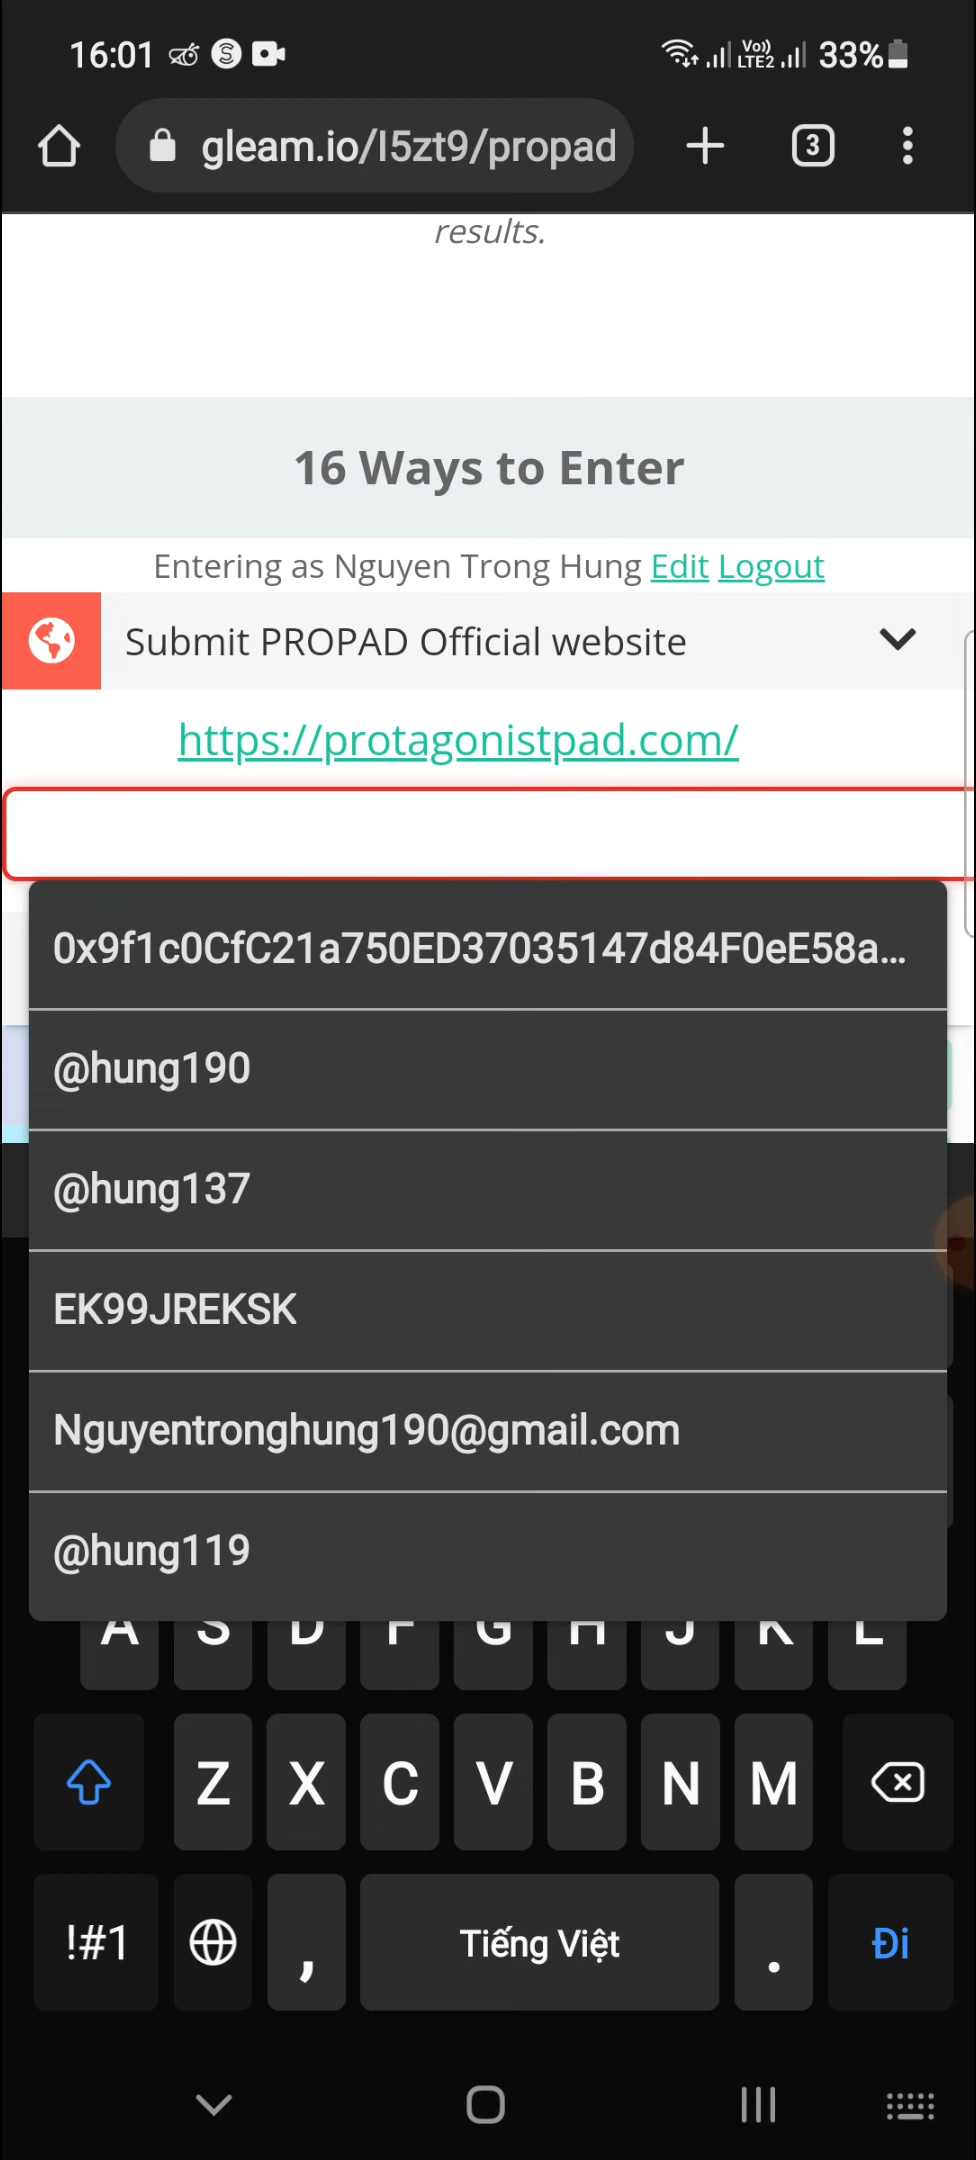 16:01
Vo)) LTE2
33%
gleam.io/I5zt9/propad
3
results.
16 Ways to Enter
Entering as Nguyen Trong Hung Edit Logout
Submit PROPAD Official website
https://protagonistpad.com/
0x9f1c0CfC21a750ED37035147d84F0eE58a...
@hung190
@hung137
EK99JREKSK
Nguyentronghung190@gmail.com
@hung119
A S D F G H J K L
Z X C V B N M
!#1 , Tiếng Việt . Đi